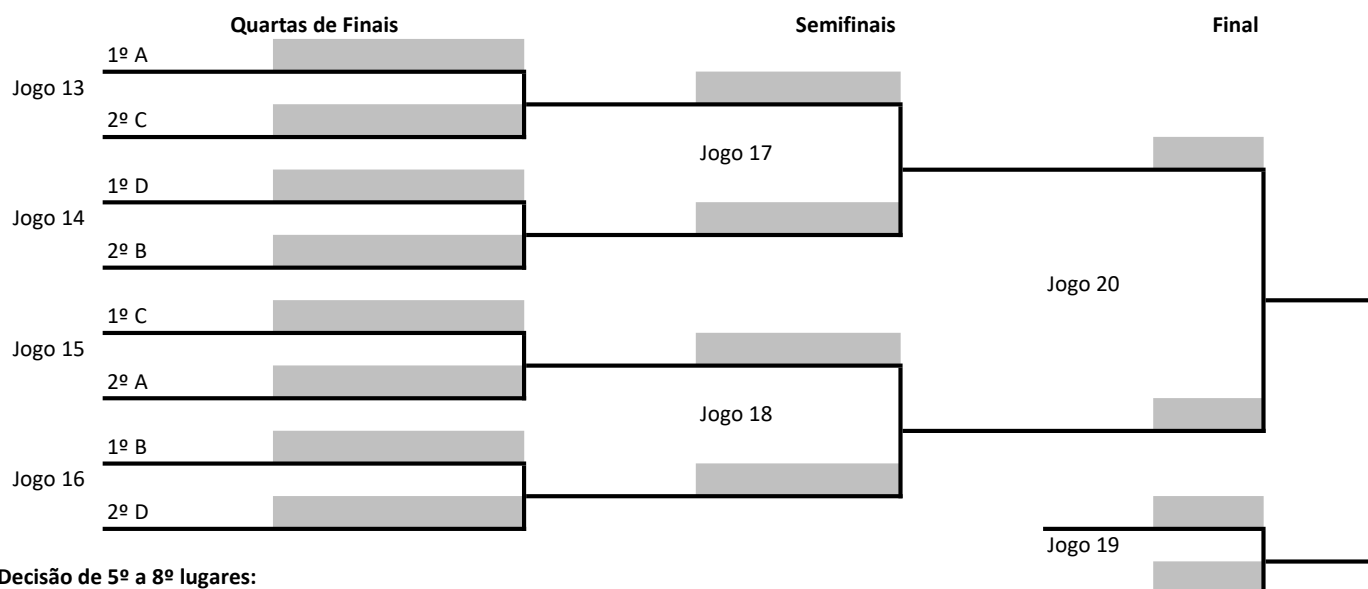 Quartas de Finais Semifinais Final
1º A
Jogo 13
2º C
Jogo 17
1º D
Jogo 14
2º B
Jogo 20
1º C
Jogo 15
2º A
Jogo 18
1º B
Jogo 16
2º D
Jogo 19
Decisão de 5º a 8º lugares: